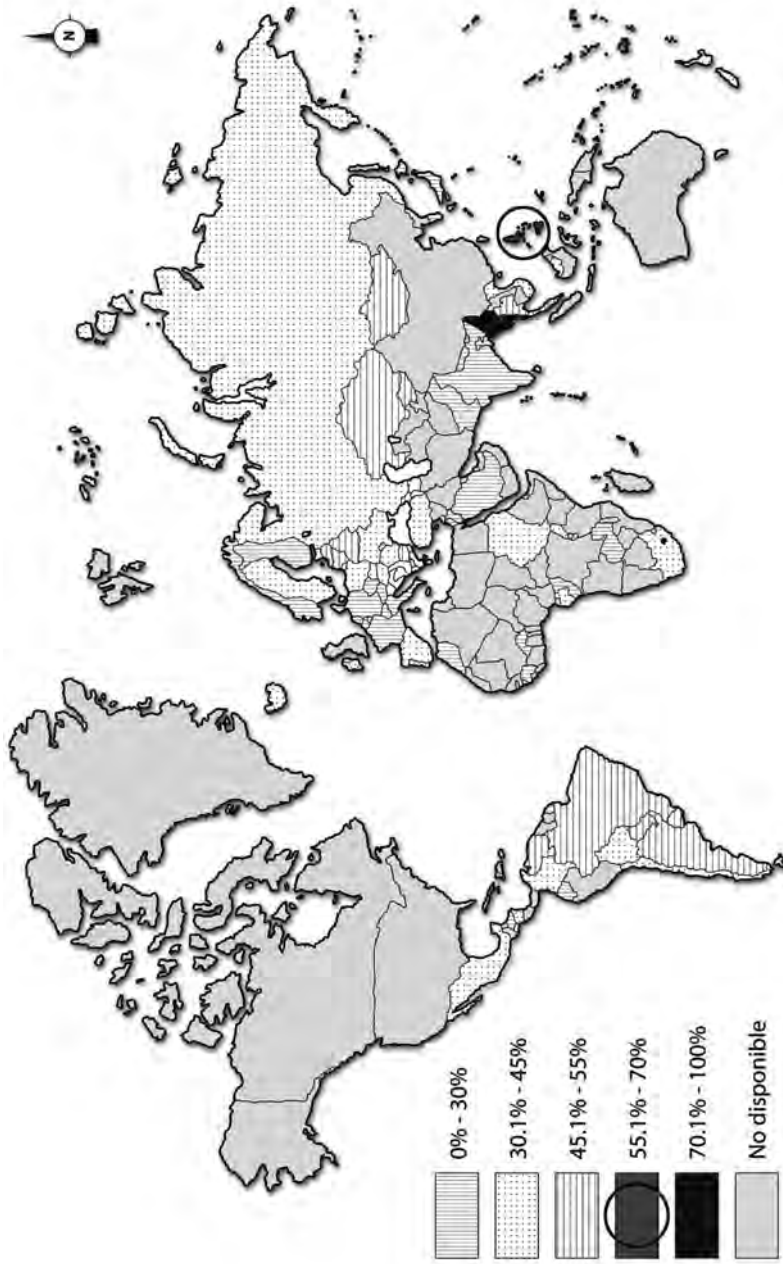 N
0% - 30%
30.1% - 45%
45.1% - 55%
55.1% - 70%
70.1% - 100%
No disponible